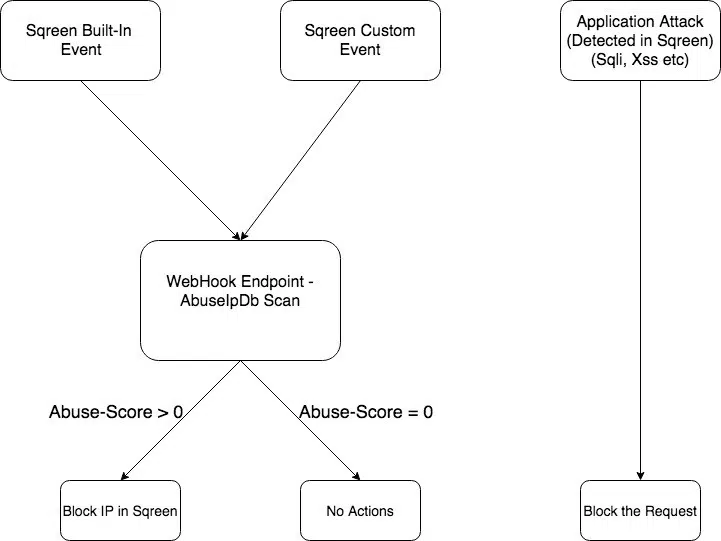 Sqreen Built-In
Event
Sqreen Custom
Event
Application Attack
(Detected in Sqreen)
(Sqli, Xss etc)
WebHook Endpoint -
AbuseIpDb Scan
Abuse-Score > 0
Abuse-Score = 0
Block IP in Sqreen
No Actions
Block the Request